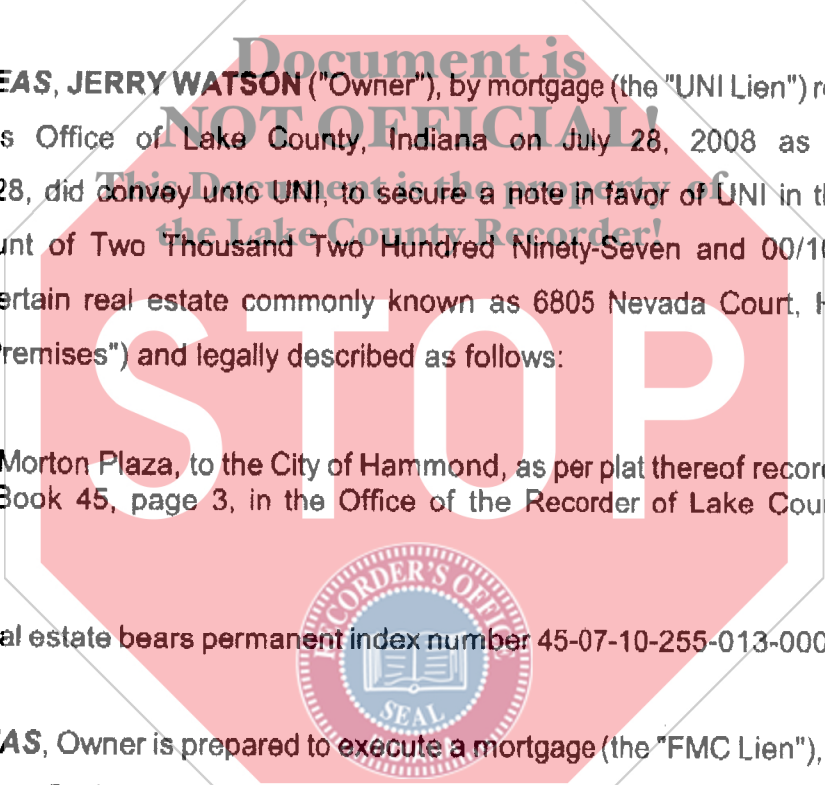 Document is
EAS, JERRY WATSON ("Owner"), by mortgage (the "UNI Lien") re
NOT OFFICIAL!
s Office of Lake County, Indiana on July 28, 2008 as
This Document is the property of
28, did convey unto UNI, to secure a note in favor of UNI in th
the Lake County Recorder!
unt of Two Thousand Two Hundred Ninety-Seven and 00/10
ertain real estate commonly known as 6805 Nevada Court, H
Premises") and legally described as follows:
STOP
Morton Plaza, to the City of Hammond, as per plat thereof recor
Book 45, page 3, in the Office of the Recorder of Lake Cou
RECORDER'S OFFICE
al estate bears permanent index number 45-07-10-255-013-000
SEAL
AS, Owner is prepared to execute a mortgage (the "FMC Lien"),